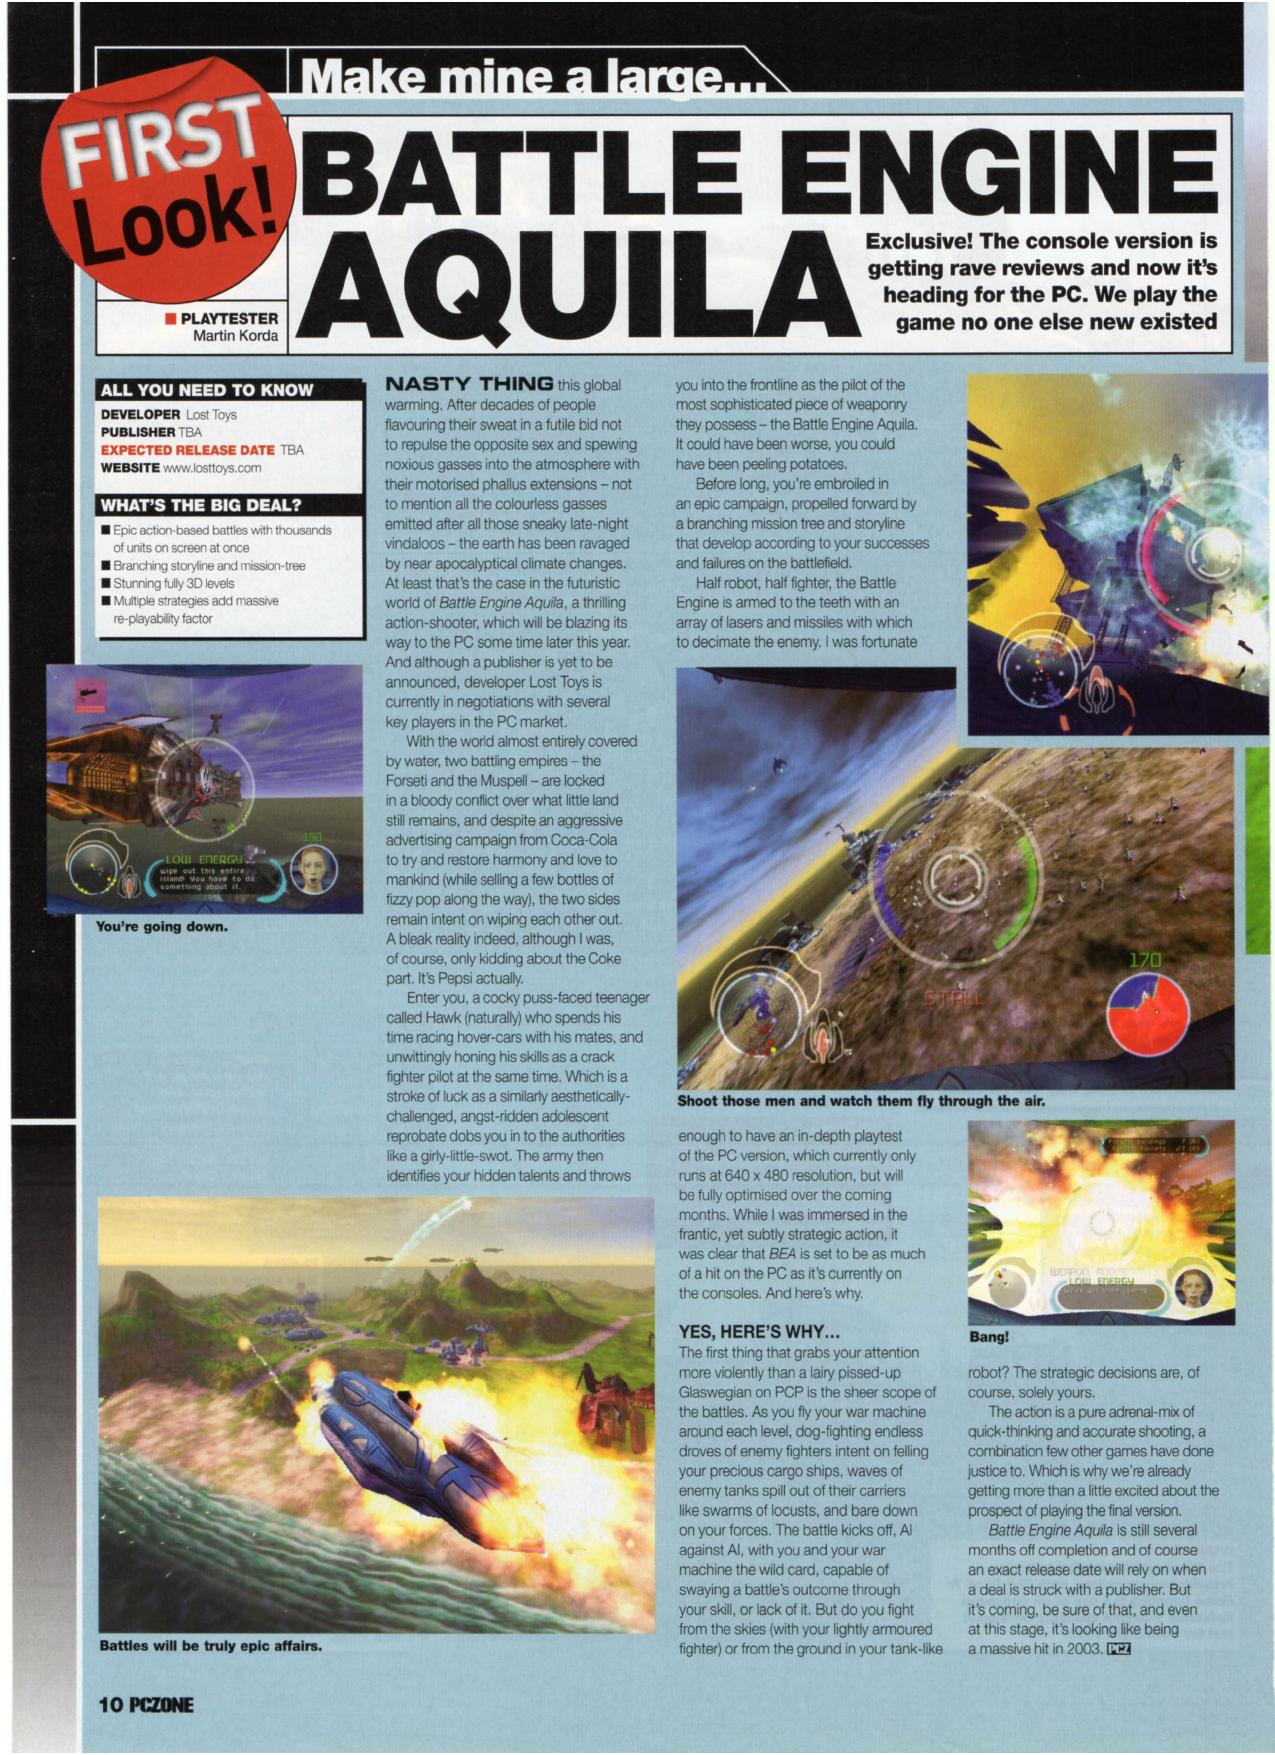 Make mine a large...
FIRST
Look!
BATTLE ENGINE
AQUILA
Exclusive! The console version is
getting rave reviews and now it's
heading for the PC. We play the
game no one else new existed
■ PLAYTESTER
Martin Korda
ALL YOU NEED TO KNOW
DEVELOPER Lost Toys
PUBLISHER TBA
EXPECTED RELEASE DATE TBA
WEBSITE www.losttoys.com
WHAT'S THE BIG DEAL?
■ Epic action-based battles with thousands
of units on screen at once
■ Branching storyline and mission-tree
■ Stunning fully 3D levels
■ Multiple strategies add massive
re-playability factor
150
LOW ENERGY
wipe out this entire
island! You have to do
something about it.
You're going down.
NASTY THING this global
warming. After decades of people
flavouring their sweat in a futile bid not
to repulse the opposite sex and spewing
noxious gasses into the atmosphere with
their motorised phallus extensions – not
to mention all the colourless gasses
emitted after all those sneaky late-night
vindaloos – the earth has been ravaged
by near apocalyptical climate changes.
At least that's the case in the futuristic
world of Battle Engine Aquila, a thrilling
action-shooter, which will be blazing its
way to the PC some time later this year.
And although a publisher is yet to be
announced, developer Lost Toys is
currently in negotiations with several
key players in the PC market.
With the world almost entirely covered
by water, two battling empires – the
Forseti and the Muspell – are locked
in a bloody conflict over what little land
still remains, and despite an aggressive
advertising campaign from Coca-Cola
to try and restore harmony and love to
mankind (while selling a few bottles of
fizzy pop along the way), the two sides
remain intent on wiping each other out.
A bleak reality indeed, although I was,
of course, only kidding about the Coke
part. It's Pepsi actually.
Enter you, a cocky puss-faced teenager
called Hawk (naturally) who spends his
time racing hover-cars with his mates, and
unwittingly honing his skills as a crack
fighter pilot at the same time. Which is a
stroke of luck as a similarly aesthetically-
challenged, angst-ridden adolescent
reprobate dobs you in to the authorities
like a girly-little-swot. The army then
identifies your hidden talents and throws
you into the frontline as the pilot of the
most sophisticated piece of weaponry
they possess – the Battle Engine Aquila.
It could have been worse, you could
have been peeling potatoes.
Before long, you're embroiled in
an epic campaign, propelled forward by
a branching mission tree and storyline
that develop according to your successes
and failures on the battlefield.
Half robot, half fighter, the Battle
Engine is armed to the teeth with an
array of lasers and missiles with which
to decimate the enemy. I was fortunate
170
STALL
Shoot those men and watch them fly through the air.
enough to have an in-depth playtest
of the PC version, which currently only
runs at 640 x 480 resolution, but will
be fully optimised over the coming
months. While I was immersed in the
frantic, yet subtly strategic action, it
was clear that BEA is set to be as much
of a hit on the PC as it's currently on
the consoles. And here's why.
YES, HERE'S WHY...
The first thing that grabs your attention
more violently than a lairy pissed-up
Glaswegian on PCP is the sheer scope of
the battles. As you fly your war machine
around each level, dog-fighting endless
droves of enemy fighters intent on felling
your precious cargo ships, waves of
enemy tanks spill out of their carriers
like swarms of locusts, and bare down
on your forces. The battle kicks off, AI
against AI, with you and your war
machine the wild card, capable of
swaying a battle's outcome through
your skill, or lack of it. But do you fight
from the skies (with your lightly armoured
fighter) or from the ground in your tank-like
LOW ENERGY
Bang!
robot? The strategic decisions are, of
course, solely yours.
The action is a pure adrenal-mix of
quick-thinking and accurate shooting, a
combination few other games have done
justice to. Which is why we're already
getting more than a little excited about the
prospect of playing the final version.
Battle Engine Aquila is still several
months off completion and of course
an exact release date will rely on when
a deal is struck with a publisher. But
it's coming, be sure of that, and even
at this stage, it's looking like being
a massive hit in 2003. PCZ
Battles will be truly epic affairs.
10 PCZONE